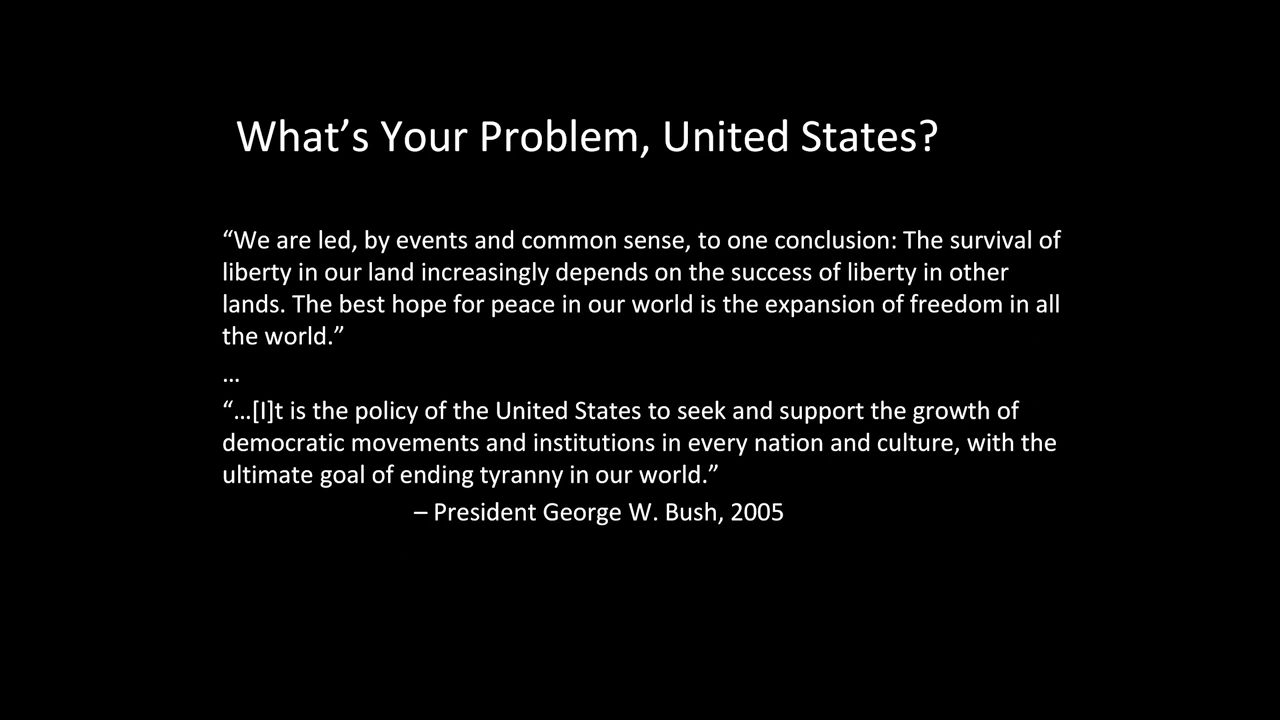 What’s Your Problem, United States?
“We are led, by events and common sense, to one conclusion: The survival of
liberty in our land increasingly depends on the success of liberty in other
lands. The best hope for peace in our world is the expansion of freedom in all
the world.”
…
“…[I]t is the policy of the United States to seek and support the growth of
democratic movements and institutions in every nation and culture, with the
ultimate goal of ending tyranny in our world.”
– President George W. Bush, 2005